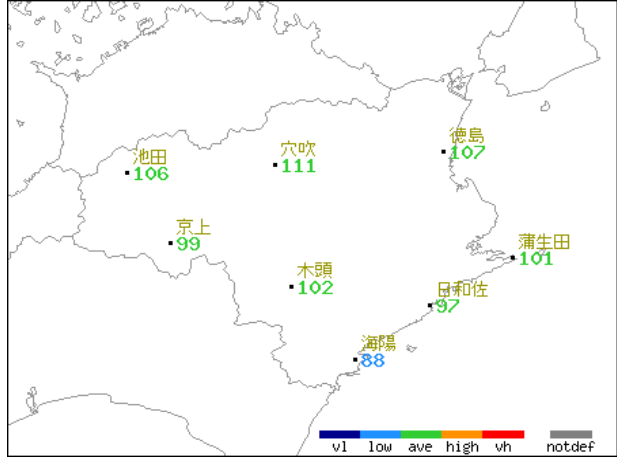 穴吹
111
徳島
107
池田
106
京上
99
蒲生田
101
木頭
102
日和佐
97
海陽
88
vl low ave high vh notdef